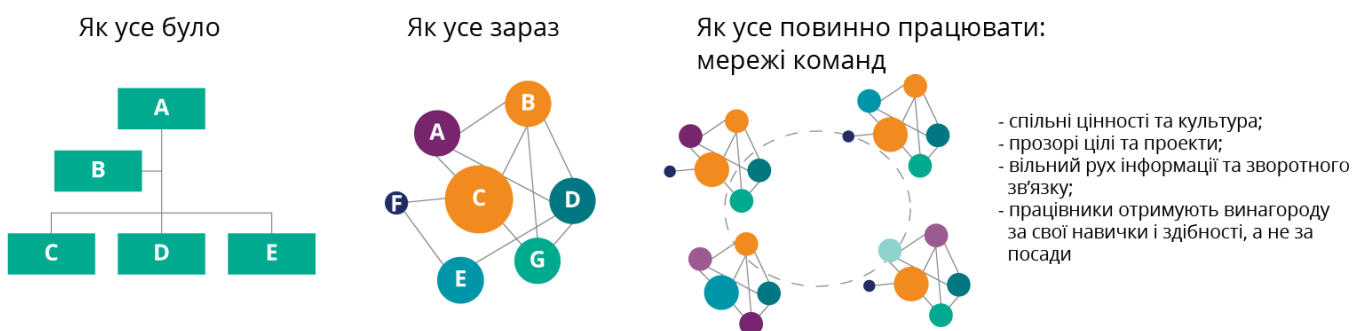 Як усе було
A
B
C
D
E
Як усе зараз
B
A
C
F
D
G
E
Як усе повинно працювати:
мережі команд
- спільні цінності та культура;
- прозорі цілі та проекти;
- вільний рух інформації та зворотного
зв’язку;
- працівники отримують винагороду
за свої навички і здібності, а не за
посади